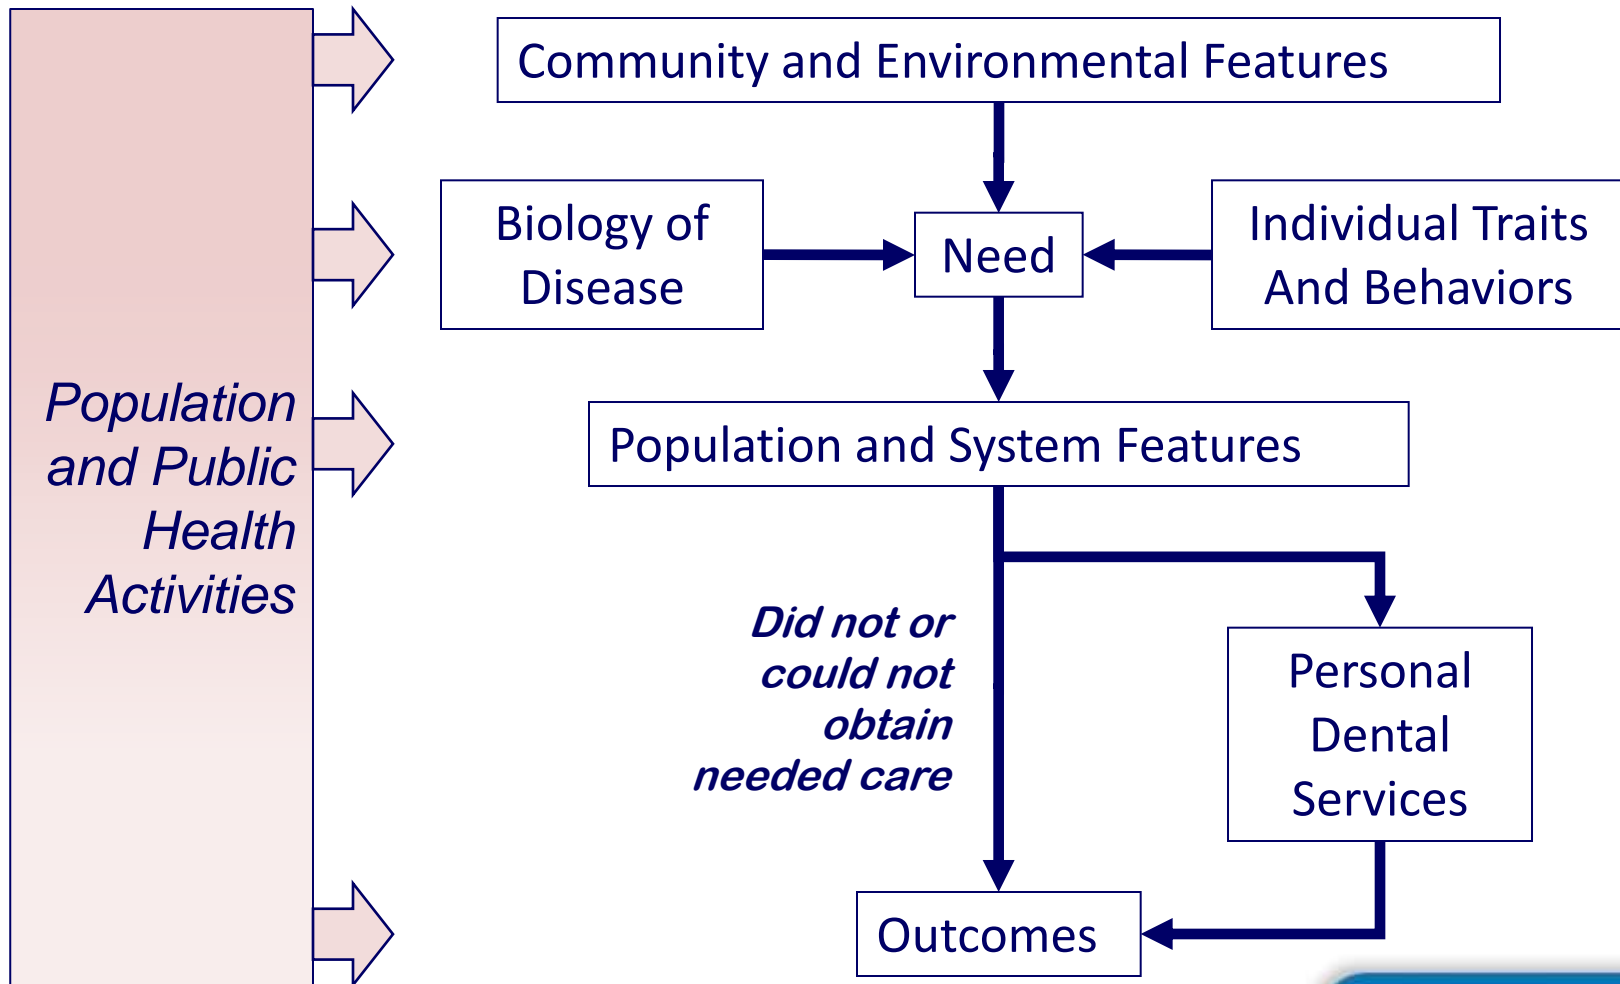 Community and Environmental Features
Biology of
Disease
Need
Individual Traits
And Behaviors
Population
and Public
Health
Activities
Population and System Features
Did not or
could not
obtain
needed care
Personal
Dental
Services
Outcomes